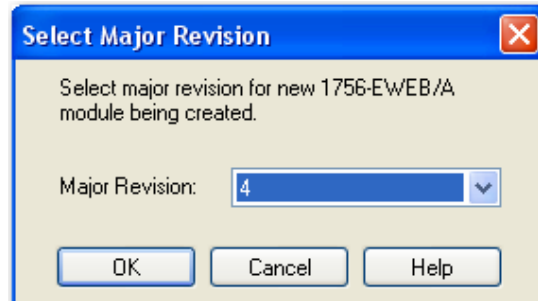 Select Major Revision
Select major revision for new 1756-EWEB/A
module being created.
Major Revision: 4
OK Cancel Help